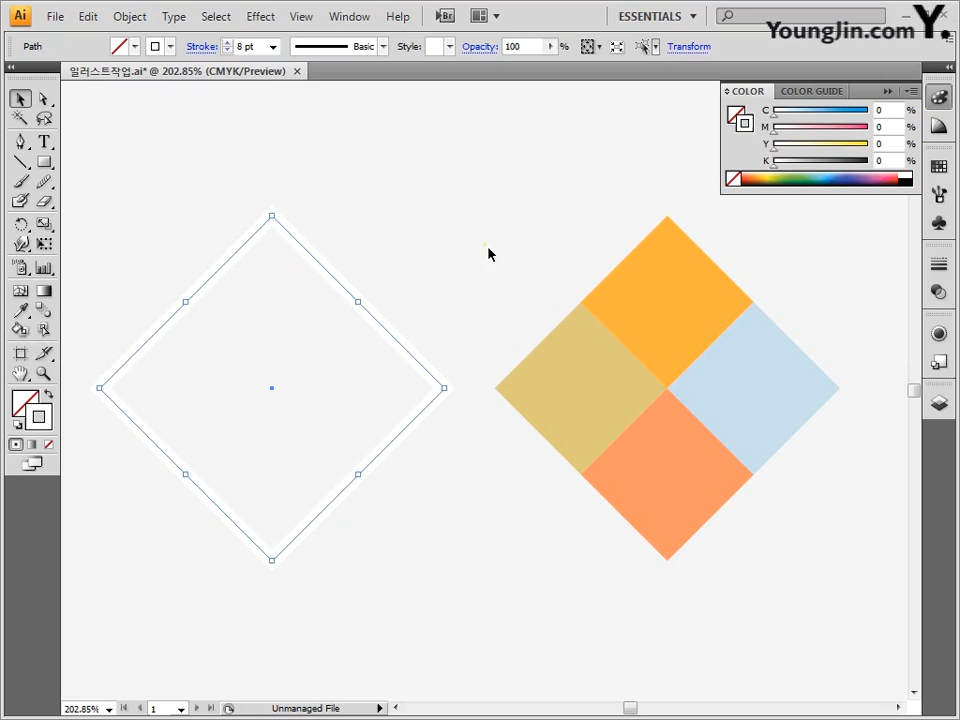 Ai File Edit Object Type Select Effect View Window Help Br ESSENTIALS
YoungJin.com Y.
Path Stroke: 8 pt Basic Style: Opacity: 100 % Transform
일러스트작업.ai* @ 202.85% (CMYK/Preview) ×
COLOR COLOR GUIDE
C 0 %
M 0 %
Y 0 %
K 0 %
T
202.85% 1 Unmanaged File